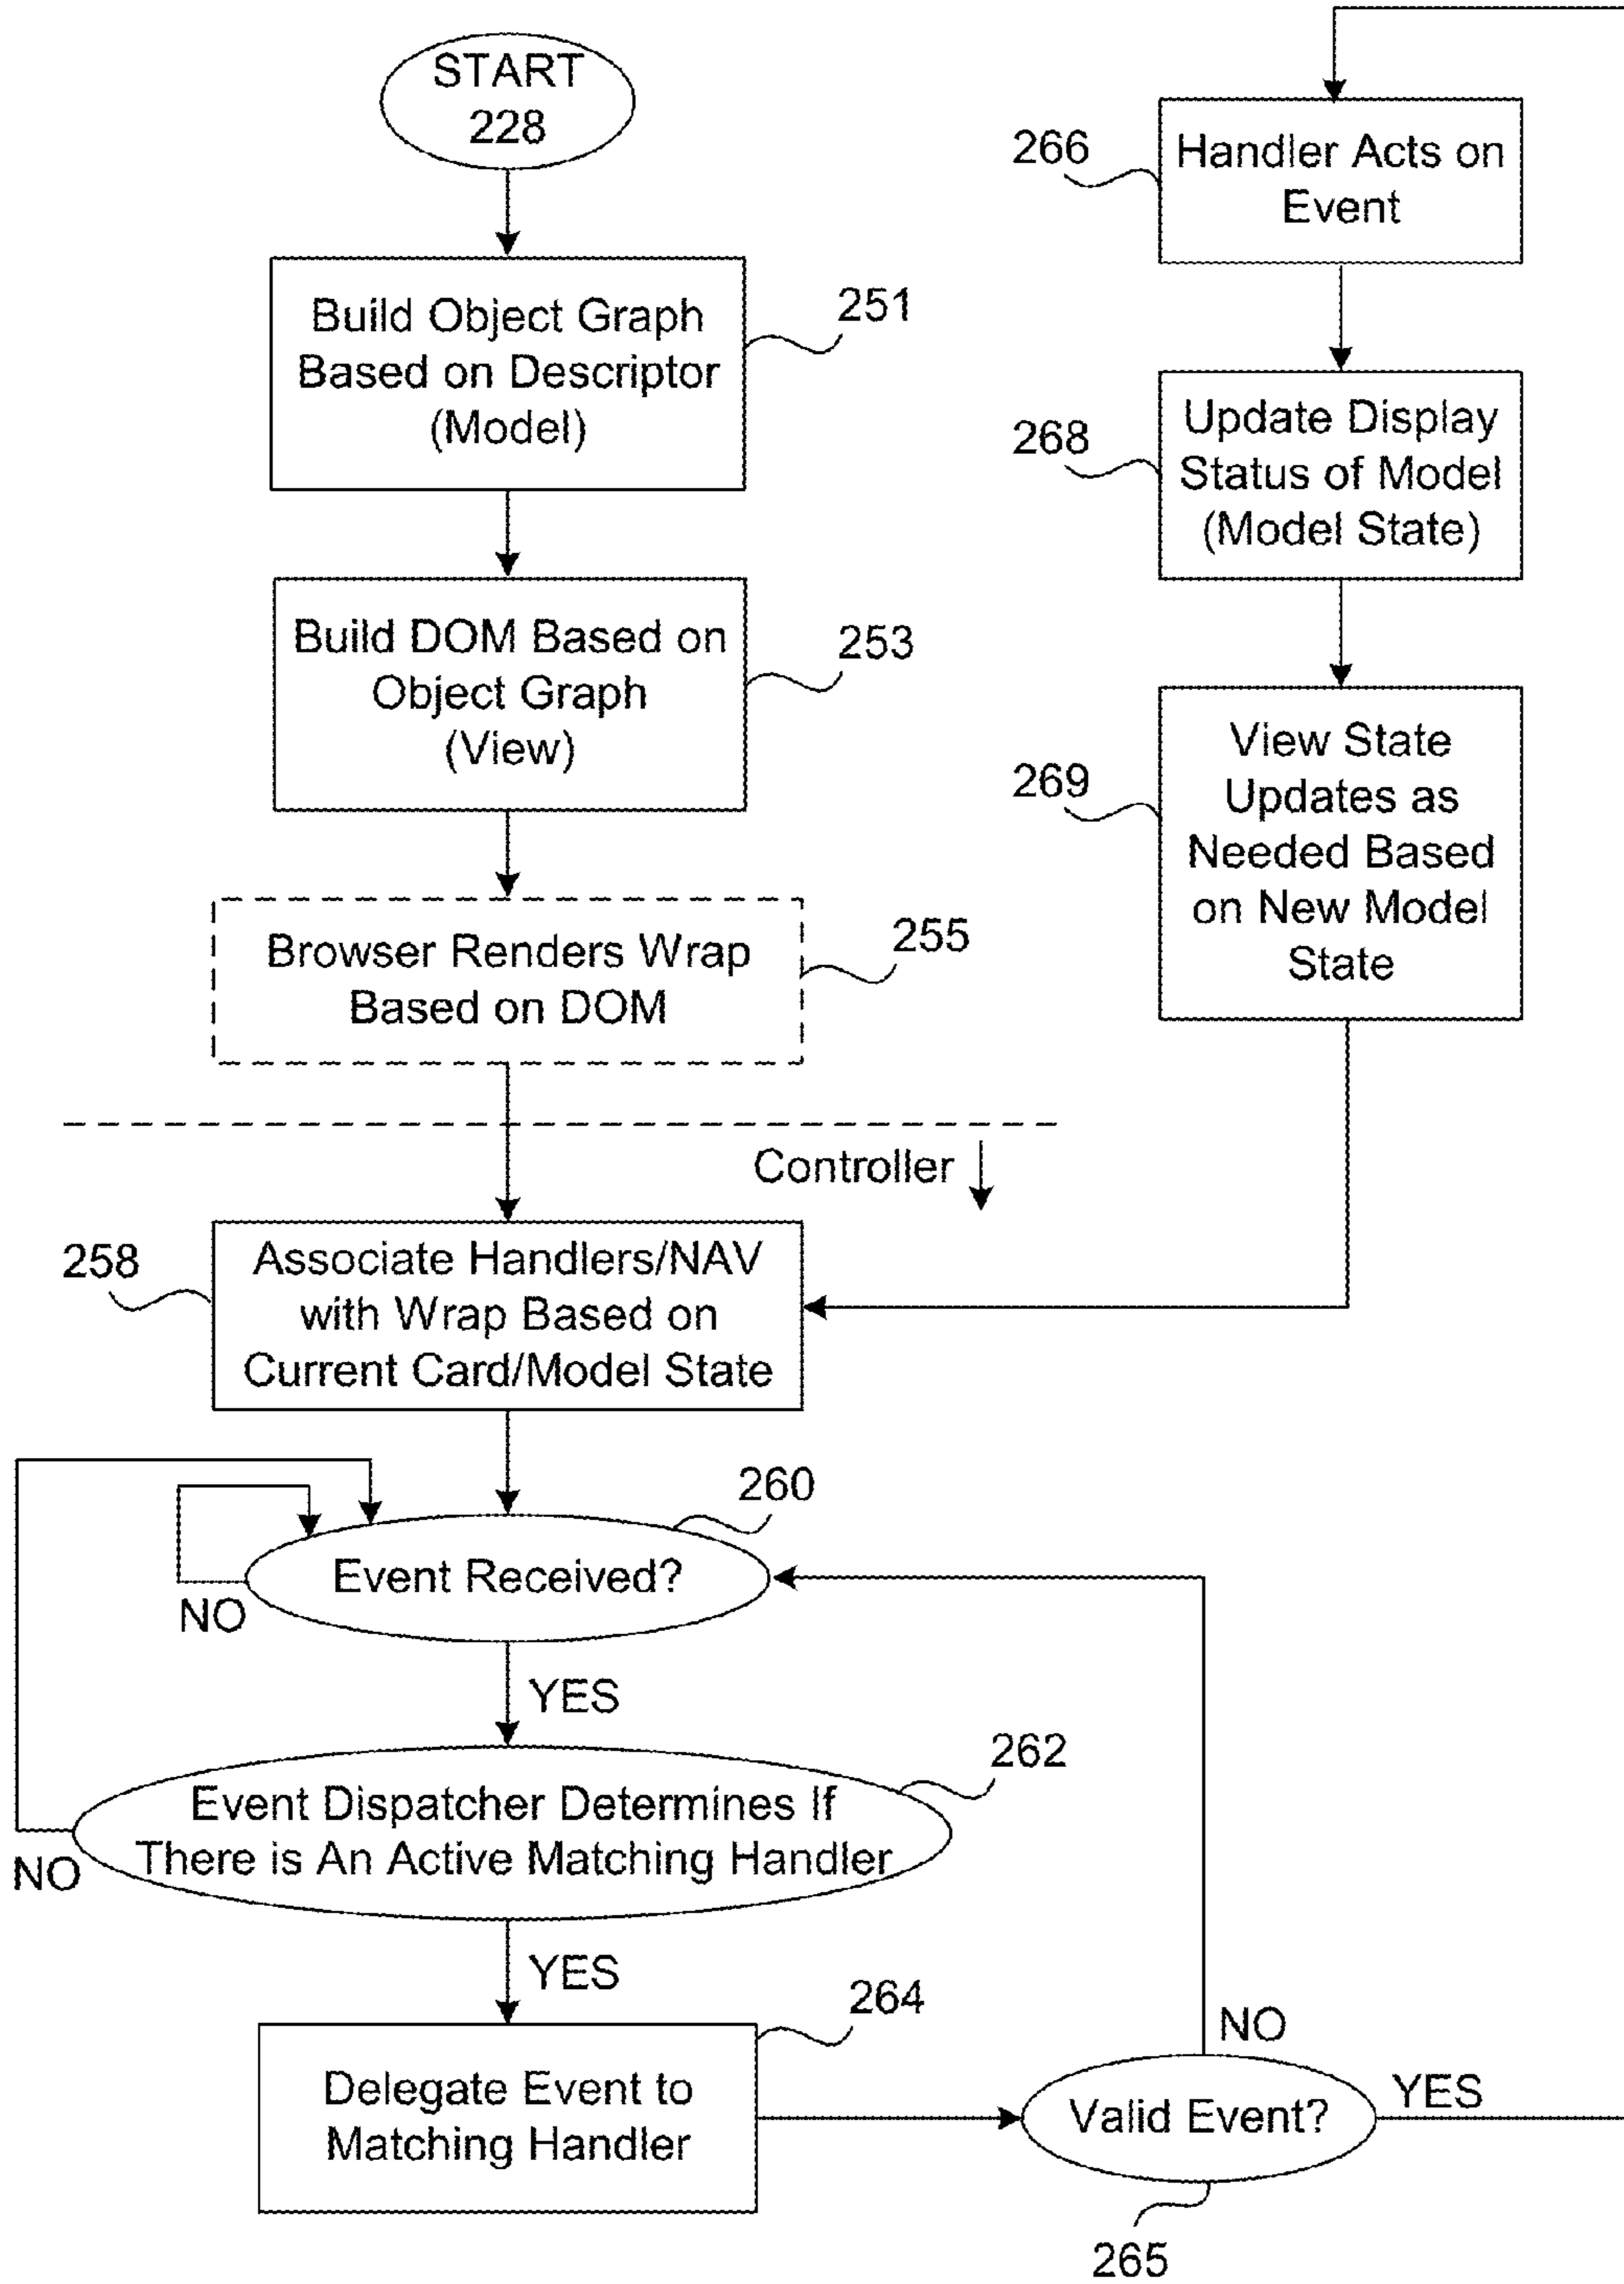 START
228
Build Object Graph
Based on Descriptor
(Model)
251
Build DOM Based on
Object Graph
(View)
253
Browser Renders Wrap
Based on DOM
255
Controller
258
Associate Handlers/NAV
with Wrap Based on
Current Card/Model State
260
Event Received?
NO
YES
262
Event Dispatcher Determines If
There is An Active Matching Handler
NO
YES
264
Delegate Event to
Matching Handler
NO
Valid Event?
YES
265
266
Handler Acts on
Event
268
Update Display
Status of Model
(Model State)
269
View State
Updates as
Needed Based
on New Model
State